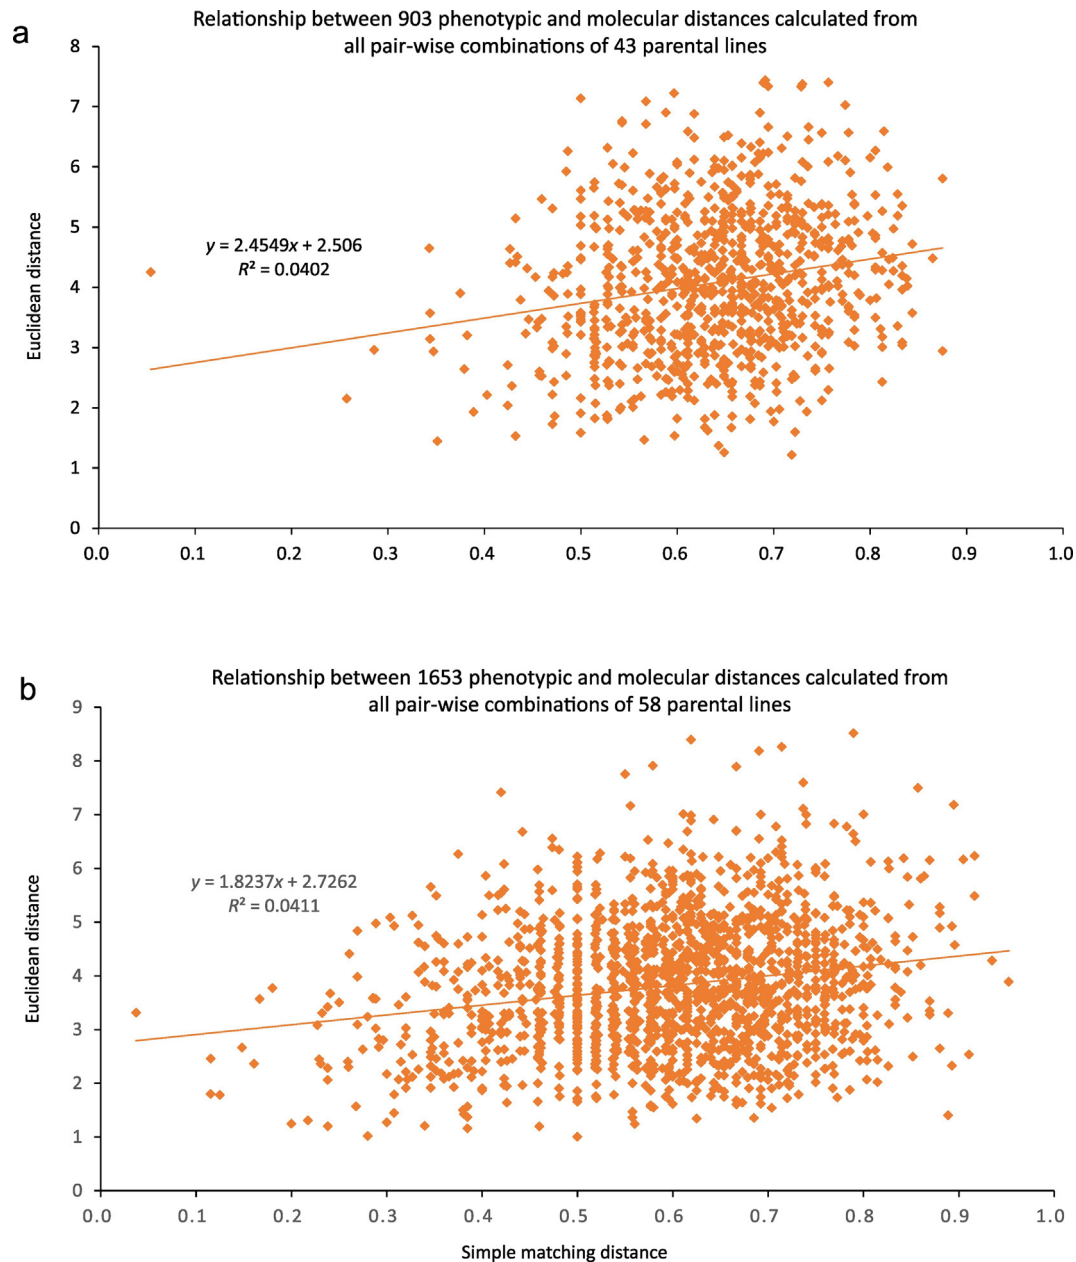 a
Relationship between 903 phenotypic and molecular distances calculated from
all pair-wise combinations of 43 parental lines
8
7
6
5
4
3
2
1
0
Euclidean distance
y = 2.4549x + 2.506
R² = 0.0402
0.0 0.1 0.2 0.3 0.4 0.5 0.6 0.7 0.8 0.9 1.0
b
Relationship between 1653 phenotypic and molecular distances calculated from
all pair-wise combinations of 58 parental lines
9
8
7
6
5
4
3
2
1
0
Euclidean distance
y = 1.8237x + 2.7262
R² = 0.0411
0.0 0.1 0.2 0.3 0.4 0.5 0.6 0.7 0.8 0.9 1.0
Simple matching distance